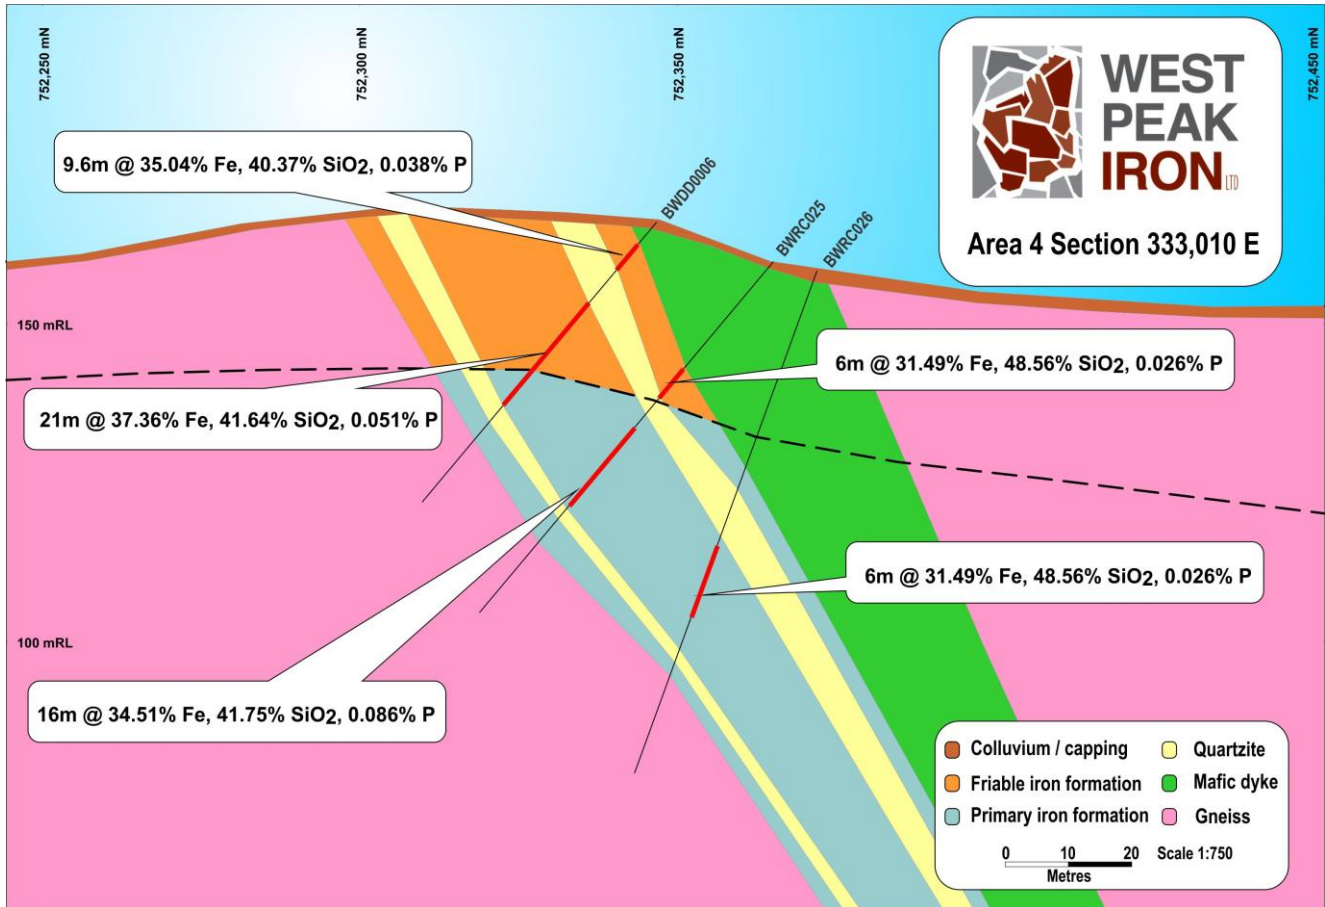 752,250 mN
752,300 mN
752,350 mN
752,450 mN
WEST
PEAK
IRON LTD
Area 4 Section 333,010 E
9.6m @ 35.04% Fe, 40.37% SiO2, 0.038% P
BWDD0006
BWRC025
BWRC026
150 mRL
6m @ 31.49% Fe, 48.56% SiO2, 0.026% P
21m @ 37.36% Fe, 41.64% SiO2, 0.051% P
6m @ 31.49% Fe, 48.56% SiO2, 0.026% P
100 mRL
16m @ 34.51% Fe, 41.75% SiO2, 0.086% P
Colluvium / capping
Quartzite
Friable iron formation
Mafic dyke
Primary iron formation
Gneiss
0 10 20 Scale 1:750
Metres